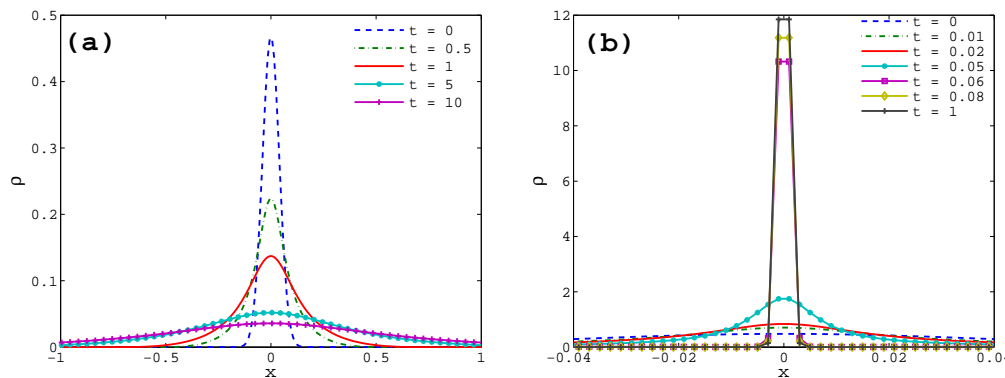 (a)
t = 0
t = 0.5
t = 1
t = 5
t = 10
0.5
0.4
0.3
0.2
0.1
0
ρ
−1
−0.5
0
0.5
1
x
(b)
t = 0
t = 0.01
t = 0.02
t = 0.05
t = 0.06
t = 0.08
t = 1
12
10
8
6
4
2
0
ρ
−0.04
−0.02
0
0.02
0.04
x